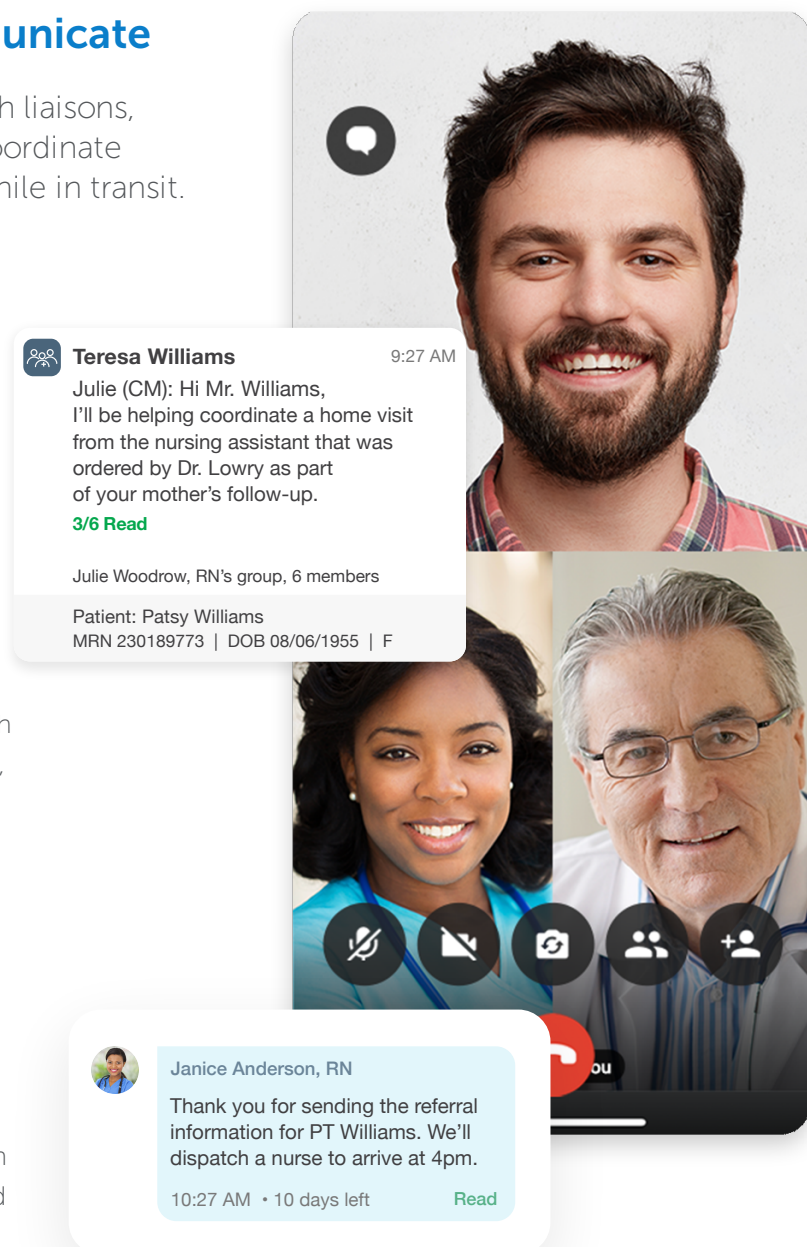 unicate
h liaisons,
oordinate
hile in transit.
Teresa Williams 9:27 AM
Julie (CM): Hi Mr. Williams,
I'll be helping coordinate a home visit
from the nursing assistant that was
ordered by Dr. Lowry as part
of your mother's follow-up.
3/6 Read
Julie Woodrow, RN's group, 6 members
Patient: Patsy Williams
MRN 230189773 | DOB 08/06/1955 | F
n
,
Janice Anderson, RN
Thank you for sending the referral
information for PT Williams. We'll
dispatch a nurse to arrive at 4pm.
10:27 AM • 10 days left Read
ou
n
d